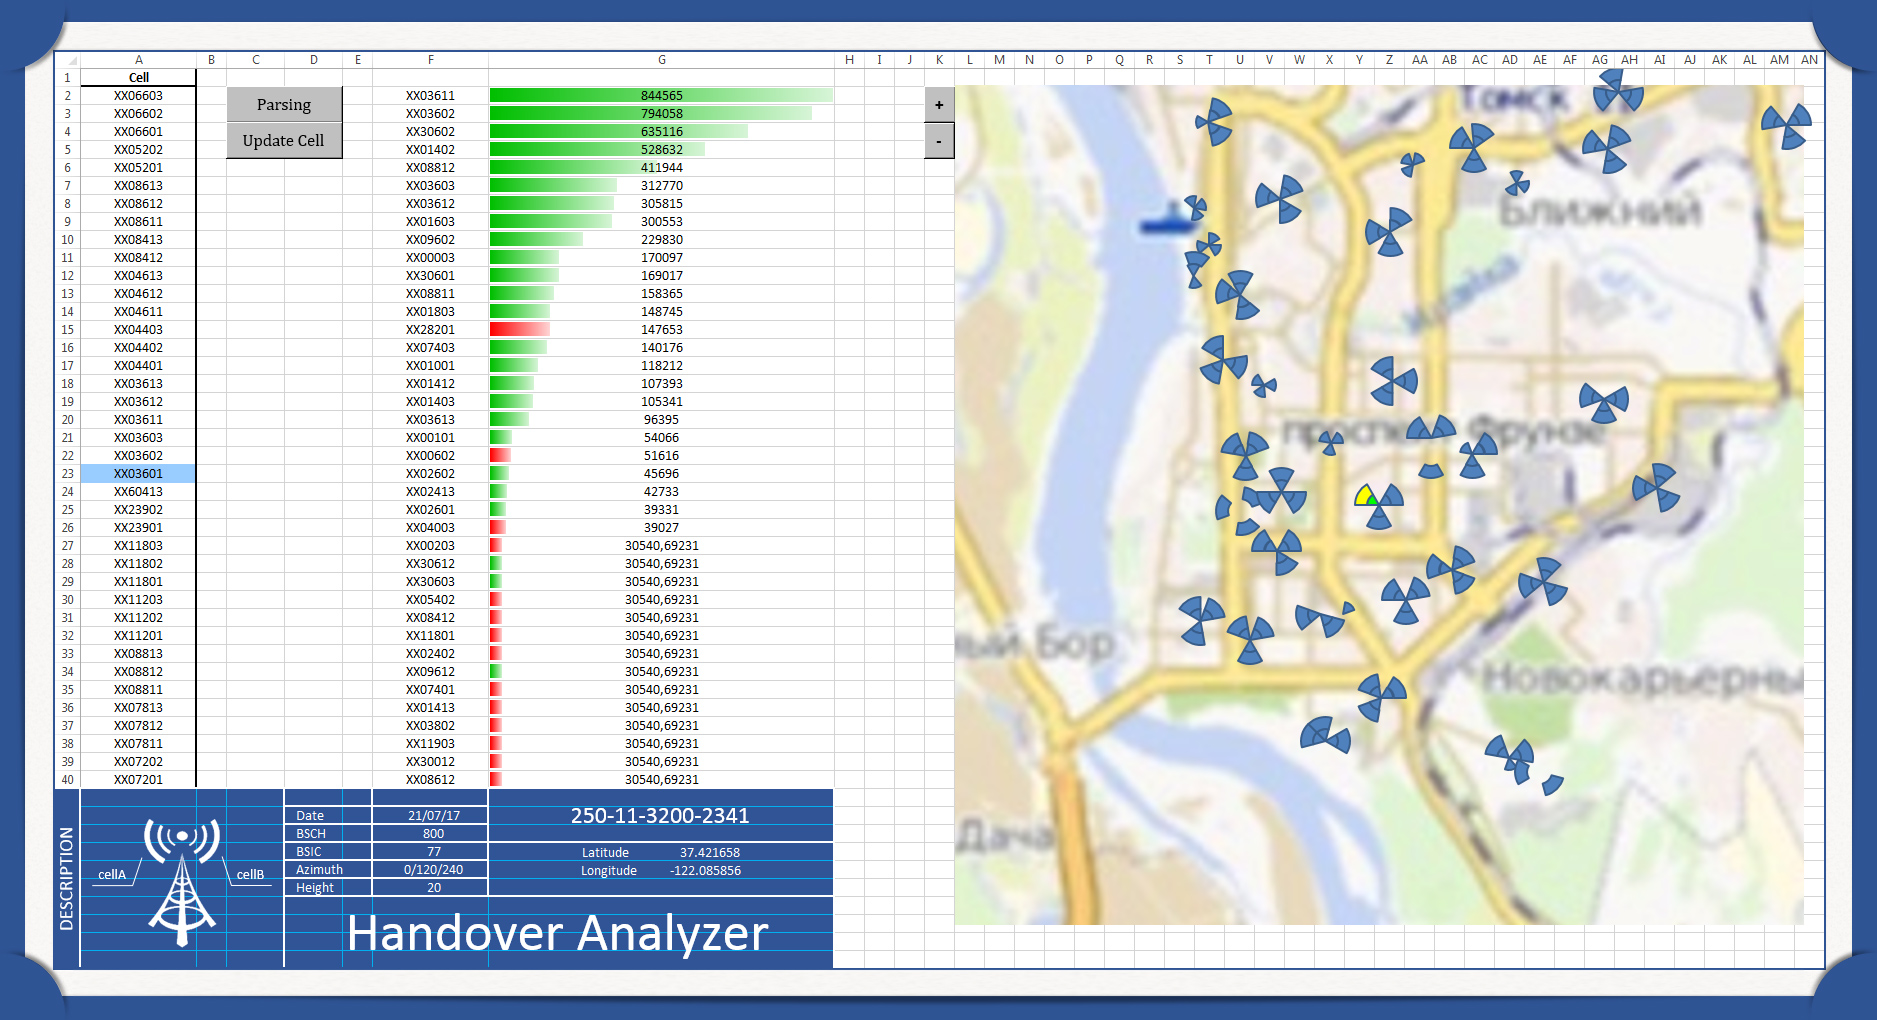 A B C D E F G H I J K L M N O P Q R S T U V W X Y Z AA AB AC AD AE AF AG AH AI AJ AK AL AM AN
1 Cell
2 XX06603 XX03611 844565
Parsing
+
3 XX06602 XX03602 794058
4 XX06601 XX30602 635116
Update Cell
-
5 XX05202 XX01402 528632
6 XX05201 XX08812 411944
7 XX08613 XX03603 312770
8 XX08612 XX03612 305815
9 XX08611 XX01603 300553
10 XX08413 XX09602 229830
11 XX08412 XX00003 170097
12 XX04613 XX30601 169017
13 XX04612 XX08811 158365
14 XX04611 XX01803 148745
15 XX04403 XX28201 147653
16 XX04402 XX07403 140176
17 XX04401 XX01001 118212
18 XX03613 XX01412 107393
19 XX03612 XX01403 105341
20 XX03611 XX03613 96395
21 XX03603 XX00101 54066
22 XX03602 XX00602 51616
23 XX03601 XX02602 45696
24 XX60413 XX02413 42733
25 XX23902 XX02601 39331
26 XX23901 XX04003 39027
27 XX11803 XX00203 30540,69231
28 XX11802 XX30612 30540,69231
29 XX11801 XX30603 30540,69231
30 XX11203 XX05402 30540,69231
31 XX11202 XX08412 30540,69231
32 XX11201 XX11801 30540,69231
33 XX08813 XX02402 30540,69231
34 XX08812 XX09612 30540,69231
35 XX08811 XX07401 30540,69231
36 XX07813 XX01413 30540,69231
37 XX07812 XX03802 30540,69231
38 XX07811 XX11903 30540,69231
39 XX07202 XX30012 30540,69231
40 XX07201 XX08612 30540,69231
Томск
Ближний
проспект Фрунзе
ный Бор
Новокарьерны
Дача
DESCRIPTION
cellA
cellB
Date 21/07/17
BSCH 800
BSIC 77
Azimuth 0/120/240
Height 20
250-11-3200-2341
Latitude 37.421658
Longitude -122.085856
Handover Analyzer